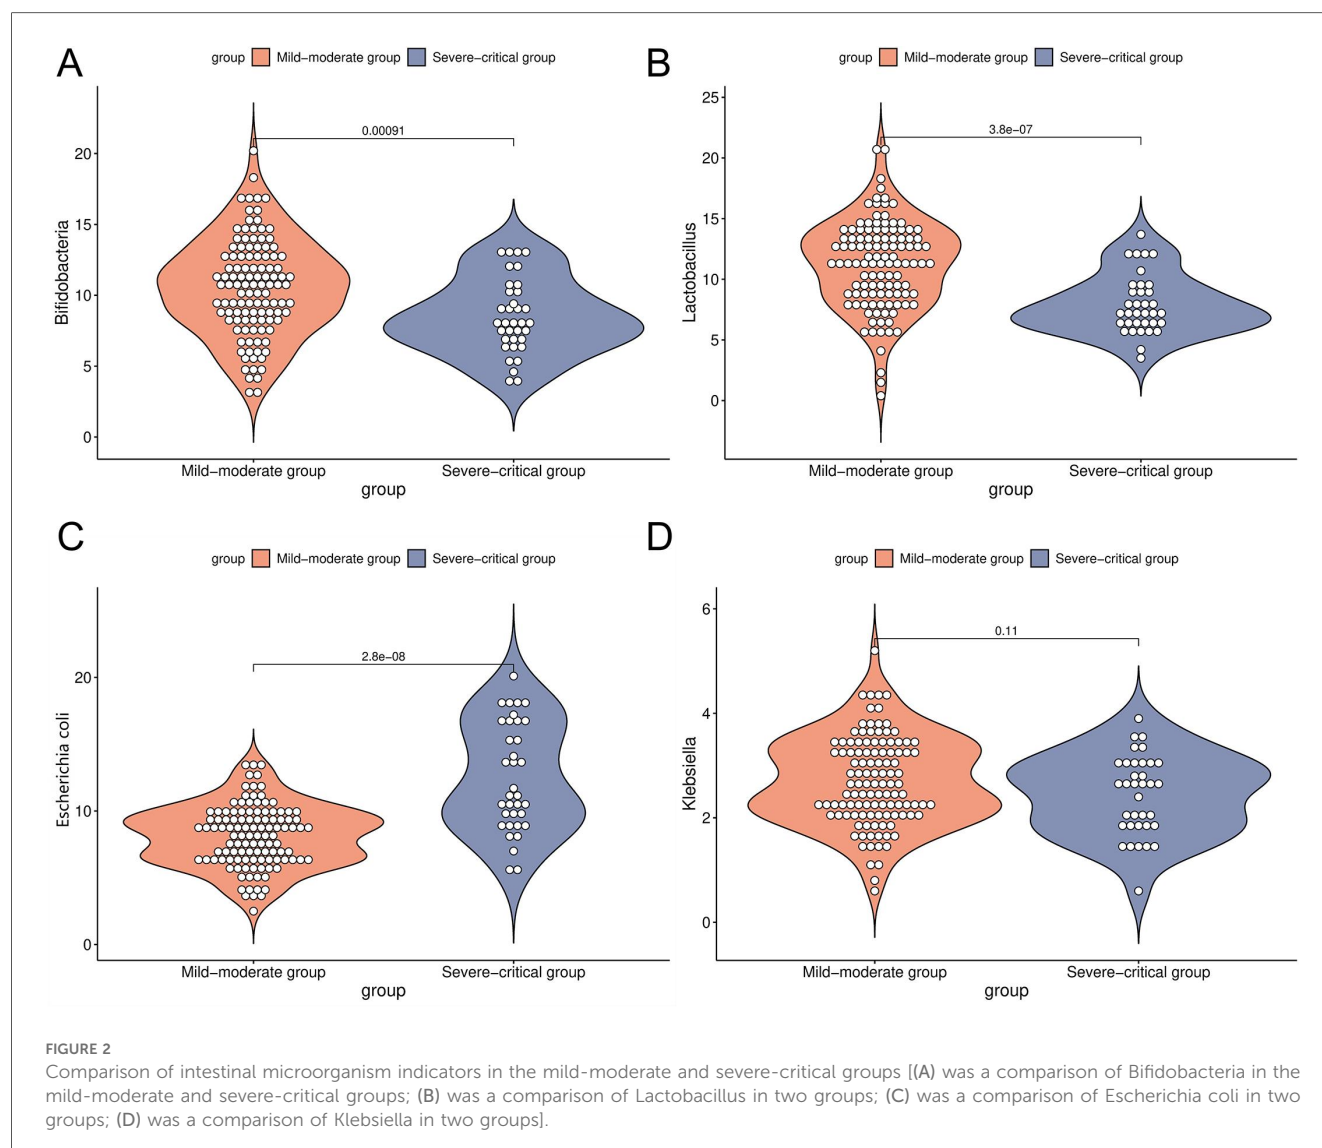 A
group Mild−moderate group Severe−critical group
0.00091
20
15
10
5
0
Bifidobacteria
Mild−moderate group Severe−critical group
group
B
group Mild−moderate group Severe−critical group
3.8e−07
25
20
15
10
5
0
Lactobacillus
Mild−moderate group Severe−critical group
group
C
group Mild−moderate group Severe−critical group
2.8e−08
20
10
0
Escherichia coli
Mild−moderate group Severe−critical group
group
D
group Mild−moderate group Severe−critical group
0.11
6
4
2
0
Klebsiella
Mild−moderate group Severe−critical group
group
FIGURE 2
Comparison of intestinal microorganism indicators in the mild-moderate and severe-critical groups [(A) was a comparison of Bifidobacteria in the
mild-moderate and severe-critical groups; (B) was a comparison of Lactobacillus in two groups; (C) was a comparison of Escherichia coli in two
groups; (D) was a comparison of Klebsiella in two groups].